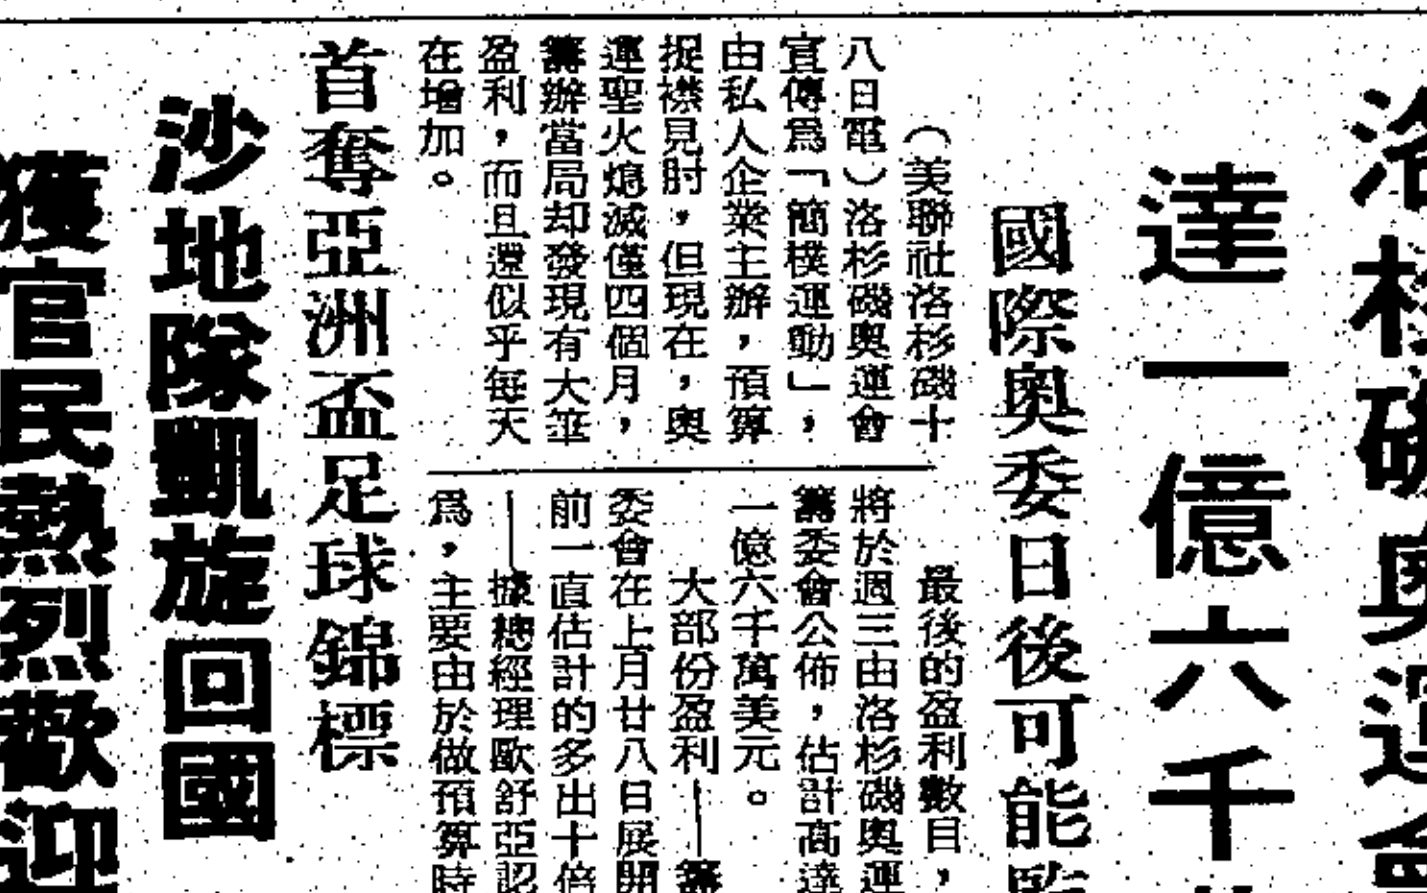 洛杉磯奧運會
達一億六千
國際奧委日後可能
（美聯社洛杉磯十
八日電）洛杉磯奧運會
宣傳爲「簡樸運動」，
由私人企業主辦，預算
捉襟見肘，但現在，奧
運聖火熄滅僅四個月，
籌辦當局却發現有大筆
盈利，而且還似乎每天
在增加。
最後的盈利數目，
將於週三由洛杉磯奧運
籌委會公佈，估計高達
一億六千萬美元。
大部份盈利——籌
委會在上月廿八日展開
前一直估計的多出十倍
——據總經理歐舒亞認
爲，主要由於做預算時
首奪亞洲盃足球錦標
沙地隊凱旋回國
獲官民熱烈歡迎